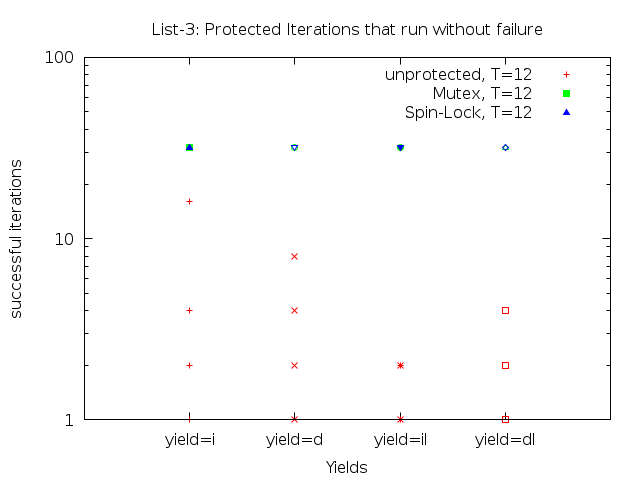 List-3: Protected Iterations that run without failure
100
unprotected, T=12
Mutex, T=12
Spin-Lock, T=12
successful iterations
10
1
yield=i yield=d yield=il yield=dl
Yields